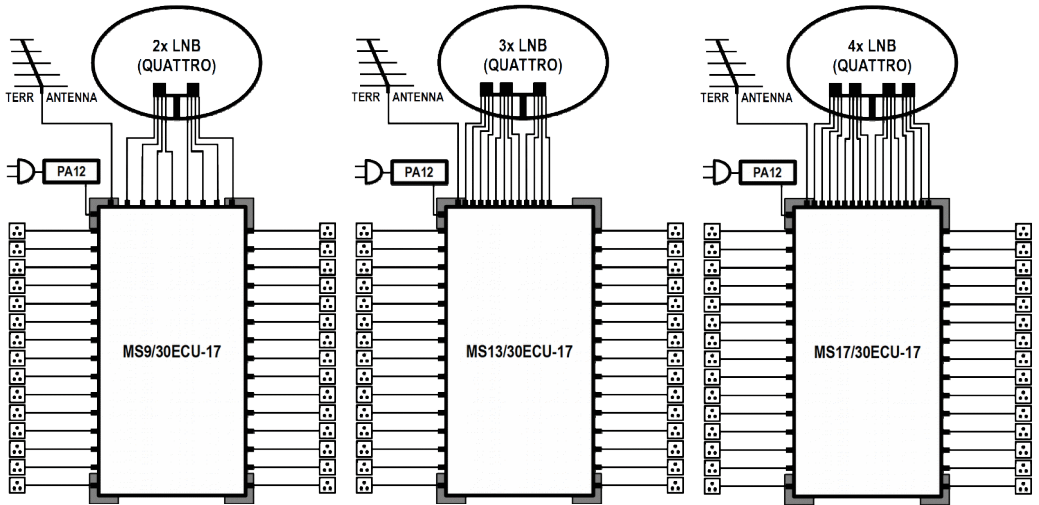 2x LNB
(QUATTRO)
TERR ANTENNA
PA12
MS9/30ECU-17
3x LNB
(QUATTRO)
TERR ANTENNA
PA12
MS13/30ECU-17
4x LNB
(QUATTRO)
TERR ANTENNA
PA12
MS17/30ECU-17